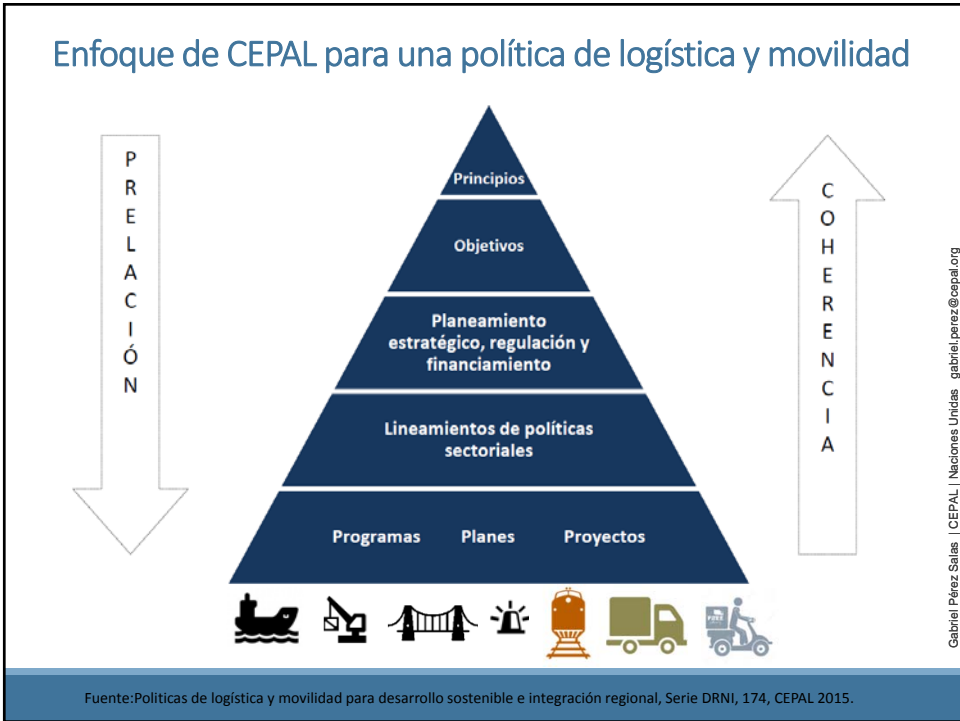 Enfoque de CEPAL para una política de logística y movilidad
PRELACIÓN
Principios
Objetivos
Planeamiento
estratégico, regulación y
financiamiento
Lineamientos de políticas
sectoriales
Programas Planes Proyectos
COHERENCIA
Gabriel Pérez Salas | CEPAL | Naciones Unidas gabriel.perez@cepal.org
Fuente:Politicas de logística y movilidad para desarrollo sostenible e integración regional, Serie DRNI, 174, CEPAL 2015.